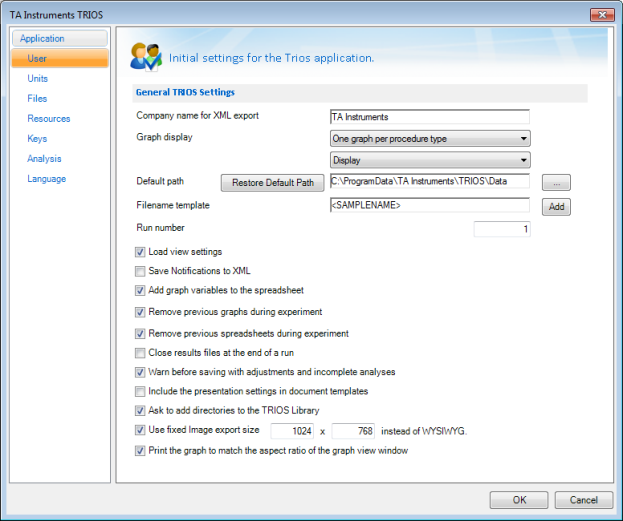 TA Instruments TRIOS
Application
User
Units
Files
Resources
Keys
Analysis
Language
Initial settings for the Trios application.
General TRIOS Settings
Company name for XML export TA Instruments
Graph display One graph per procedure type
Display
Default path Restore Default Path C:\ProgramData\TA Instruments\TRIOS\Data ...
Filename template <SAMPLENAME> Add
Run number 1
Load view settings
Save Notifications to XML
Add graph variables to the spreadsheet
Remove previous graphs during experiment
Remove previous spreadsheets during experiment
Close results files at the end of a run
Warn before saving with adjustments and incomplete analyses
Include the presentation settings in document templates
Ask to add directories to the TRIOS Library
Use fixed Image export size 1024 x 768 instead of WYSIWYG.
Print the graph to match the aspect ratio of the graph view window
OK Cancel